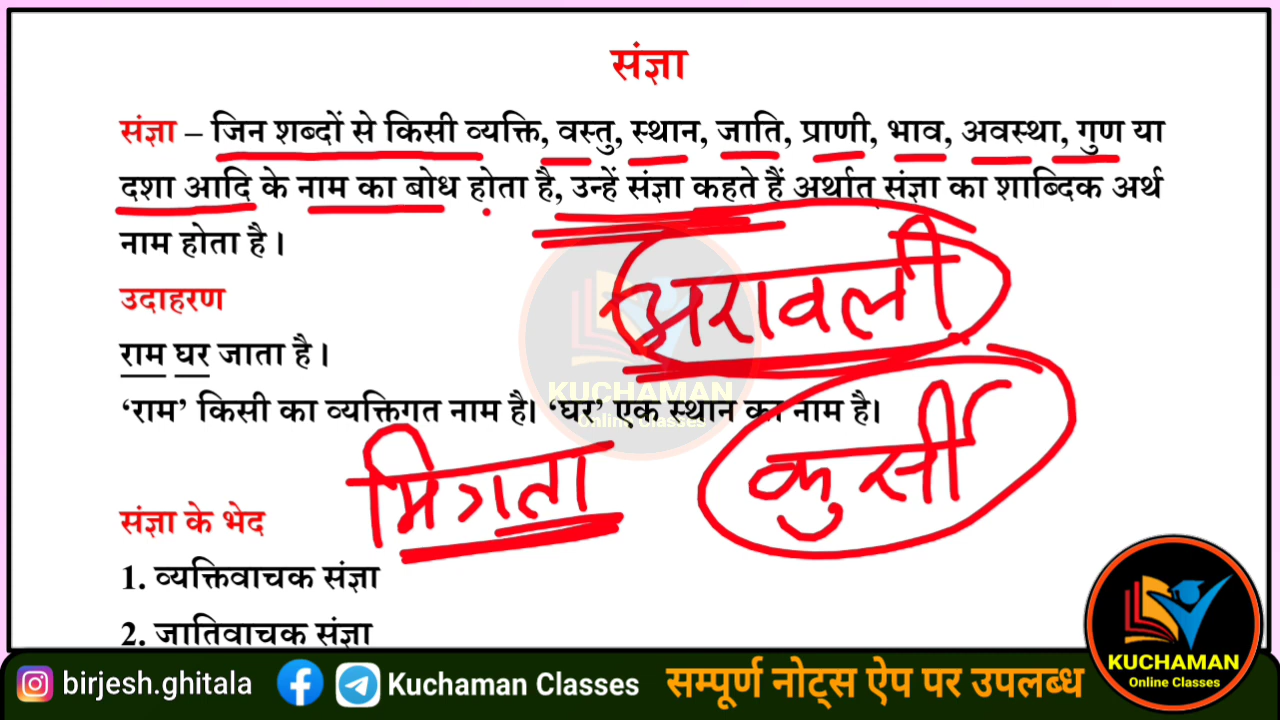 संज्ञा
संज्ञा – जिन शब्दों से किसी व्यक्ति, वस्तु, स्थान, जाति, प्राणी, भाव, अवस्था, गुण या
दशा आदि के नाम का बोध होता है, उन्हें संज्ञा कहते हैं अर्थात् संज्ञा का शाब्दिक अर्थ
नाम होता है।
अरावली
उदाहरण
राम घर जाता है।
KUCHAMAN
Online Classes
‘राम’ किसी का व्यक्तिगत नाम है। ‘घर’ एक स्थान का नाम है।
मित्रता
कुर्सी
संज्ञा के भेद
1. व्यक्तिवाचक संज्ञा
2. जातिवाचक संज्ञा
KUCHAMAN
Online Classes
birjesh.ghitala Kuchaman Classes सम्पूर्ण नोट्स ऐप पर उपलब्ध